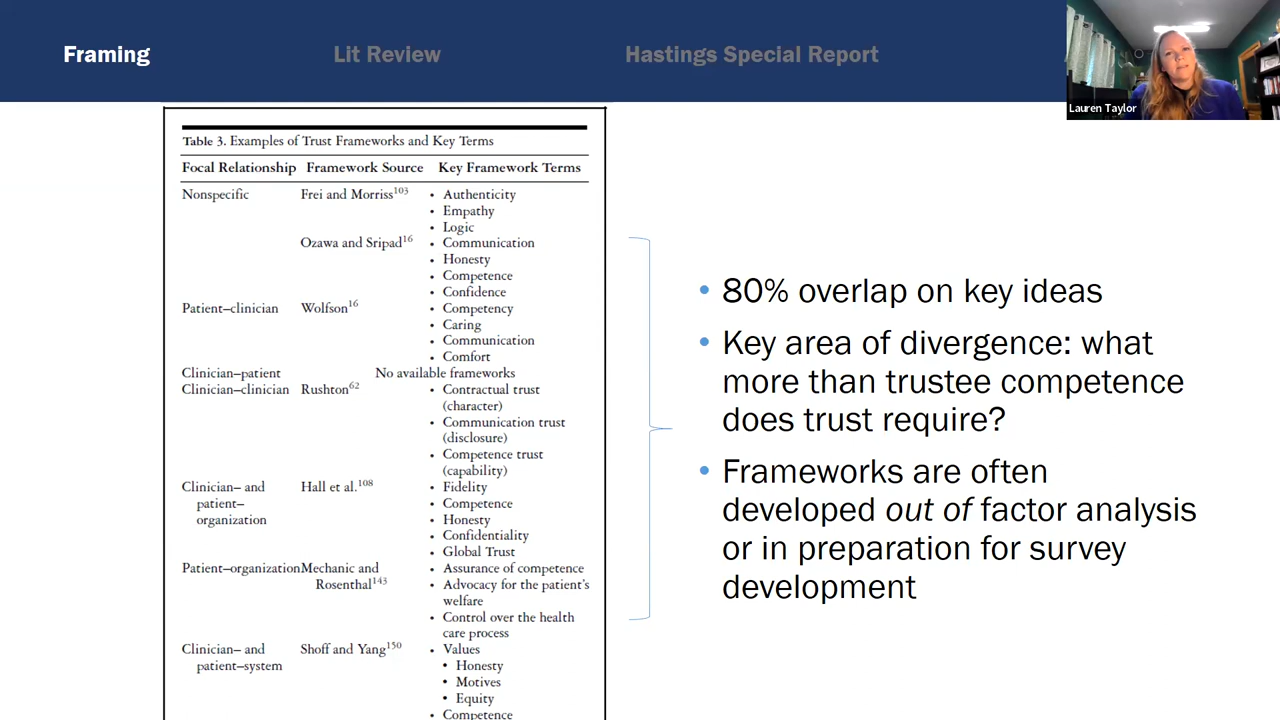 Framing
Lit Review
Hastings Special Report
Lauren Taylor
Table 3. Examples of Trust Frameworks and Key Terms
Focal Relationship Framework Source Key Framework Terms
Nonspecific Frei and Morriss103 • Authenticity
• Empathy
• Logic
Ozawa and Sripad16 • Communication
• Honesty
• Competence
• Confidence
Patient–clinician Wolfson16 • Competency
• Caring
• Communication
• Comfort
Clinician–patient No available frameworks
Clinician–clinician Rushton62 • Contractual trust
(character)
• Communication trust
(disclosure)
• Competence trust
(capability)
Clinician– and Hall et al.108 • Fidelity
patient– • Competence
organization • Honesty
• Confidentiality
• Global Trust
Patient–organization Mechanic and • Assurance of competence
Rosenthal143 • Advocacy for the patient's
welfare
• Control over the health
care process
Clinician– and Shoff and Yang150 • Values
patient–system • Honesty
• Motives
• Equity
• Competence
• 80% overlap on key ideas
• Key area of divergence: what
more than trustee competence
does trust require?
• Frameworks are often
developed out of factor analysis
or in preparation for survey
development